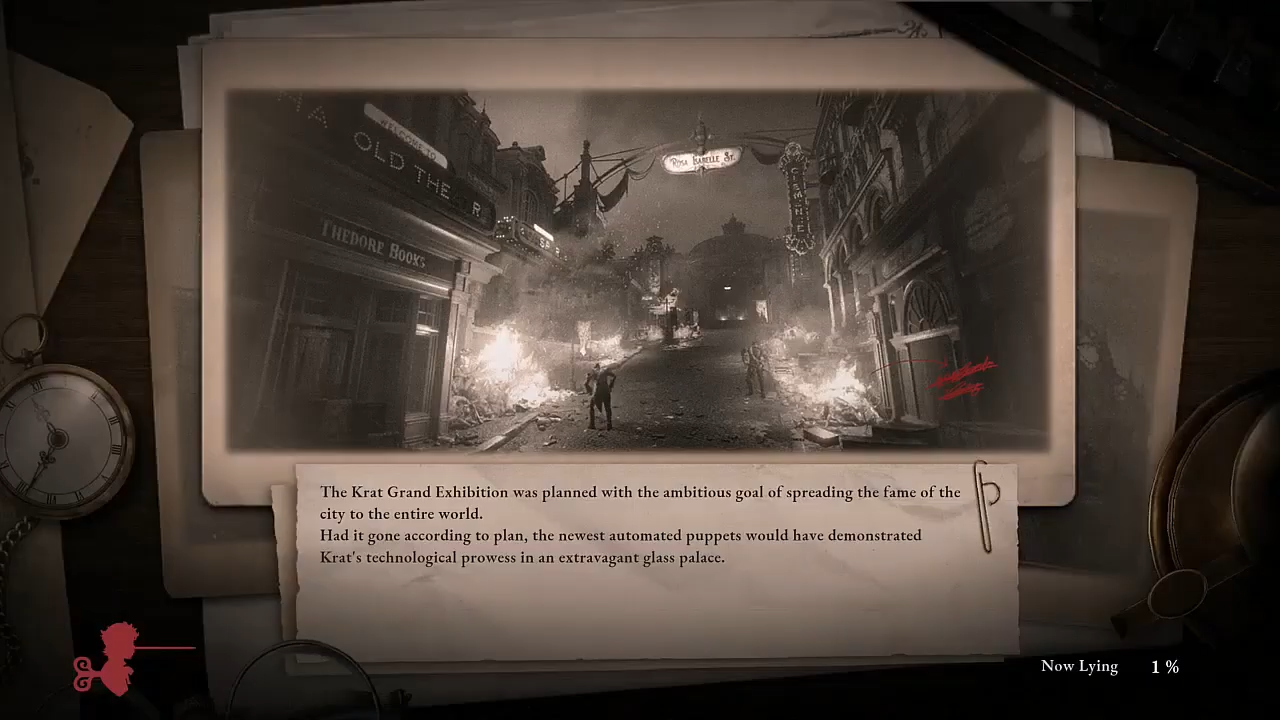 WELCOME TO
OLD THE R
THEDORE BOOKS
ROSA ISABELLE ST.
The Krat Grand Exhibition was planned with the ambitious goal of spreading the fame of the
city to the entire world.
Had it gone according to plan, the newest automated puppets would have demonstrated
Krat's technological prowess in an extravagant glass palace.
Now Lying 1 %